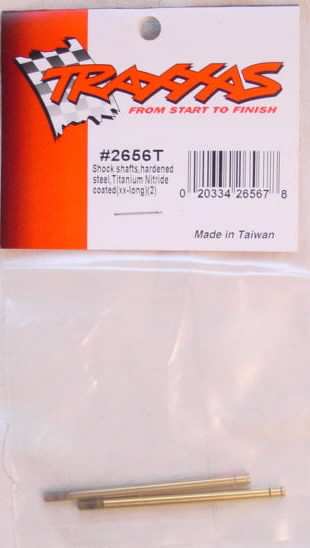 TRAXXAS
FROM START TO FINISH
#2656T
Shock shafts,hardened
steel,Titanium Nitride
coated(xx-long)(2)
0 20334 26567 8
Made in Taiwan